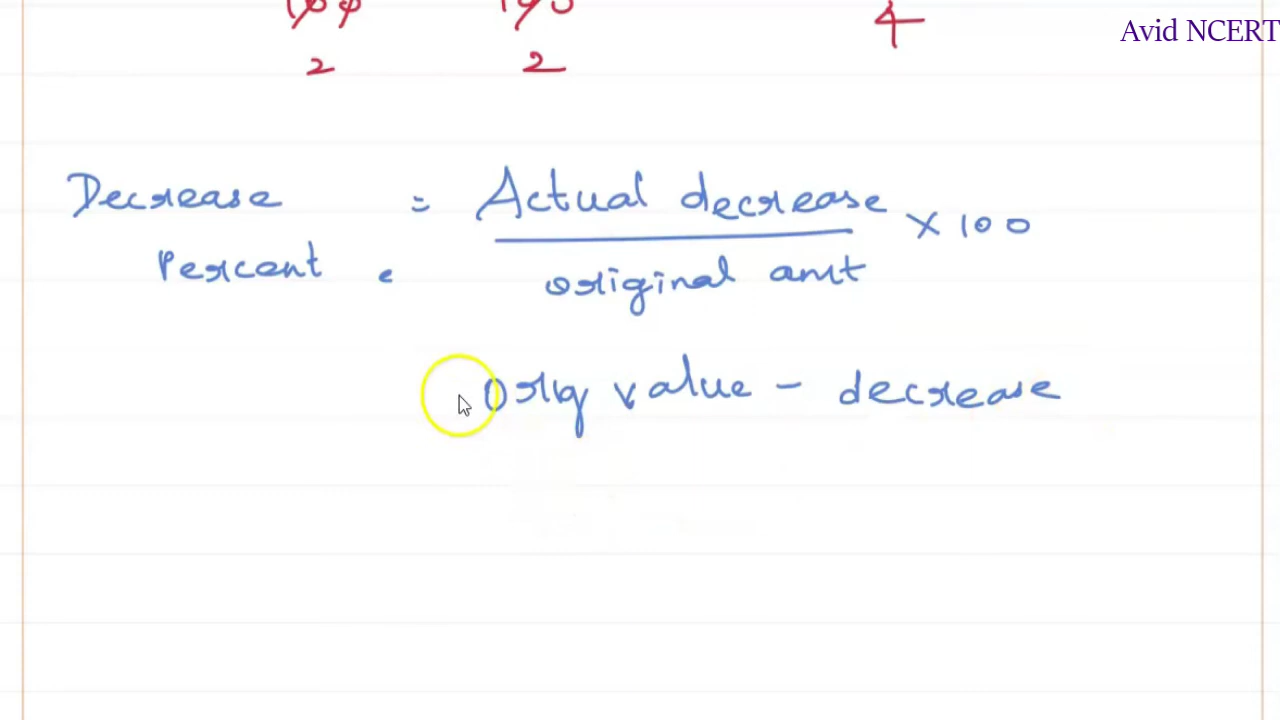 Avid NCERT
2 2 4
Decrease = Actual decrease × 100
Percent original amt
Orig value - decrease